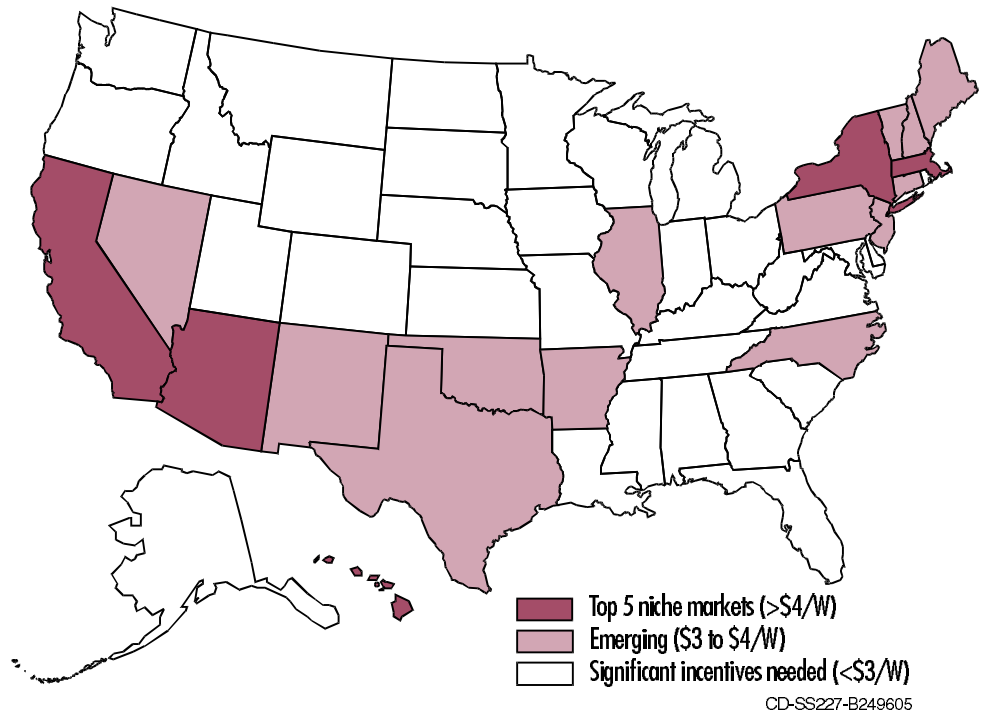 Top 5 niche markets (>$4/W)
Emerging ($3 to $4/W)
Significant incentives needed (<$3/W)
CD-SS227-B249605